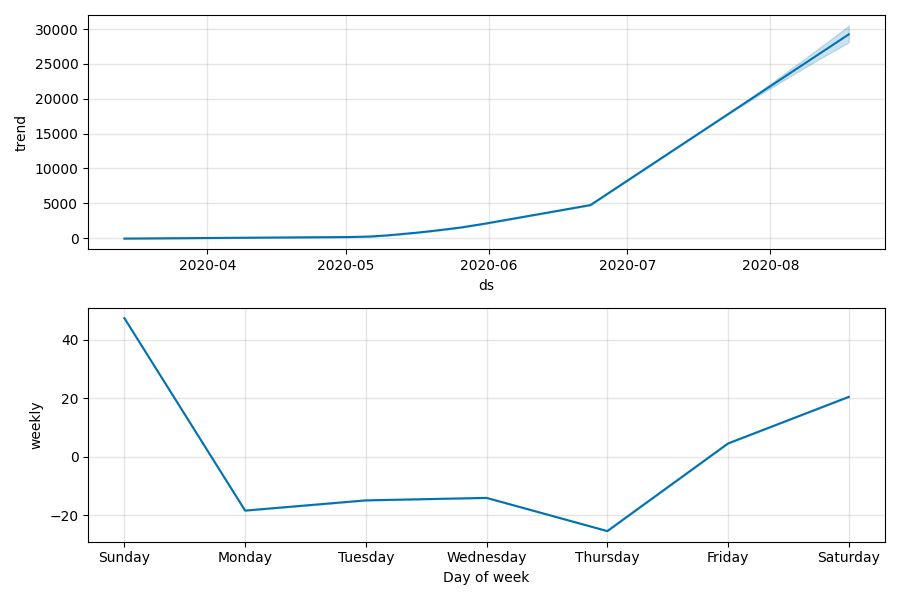 30000
25000
20000
15000
10000
5000
0
trend
2020-04 2020-05 2020-06 2020-07 2020-08
ds
40
20
0
−20
weekly
Sunday Monday Tuesday Wednesday Thursday Friday Saturday
Day of week